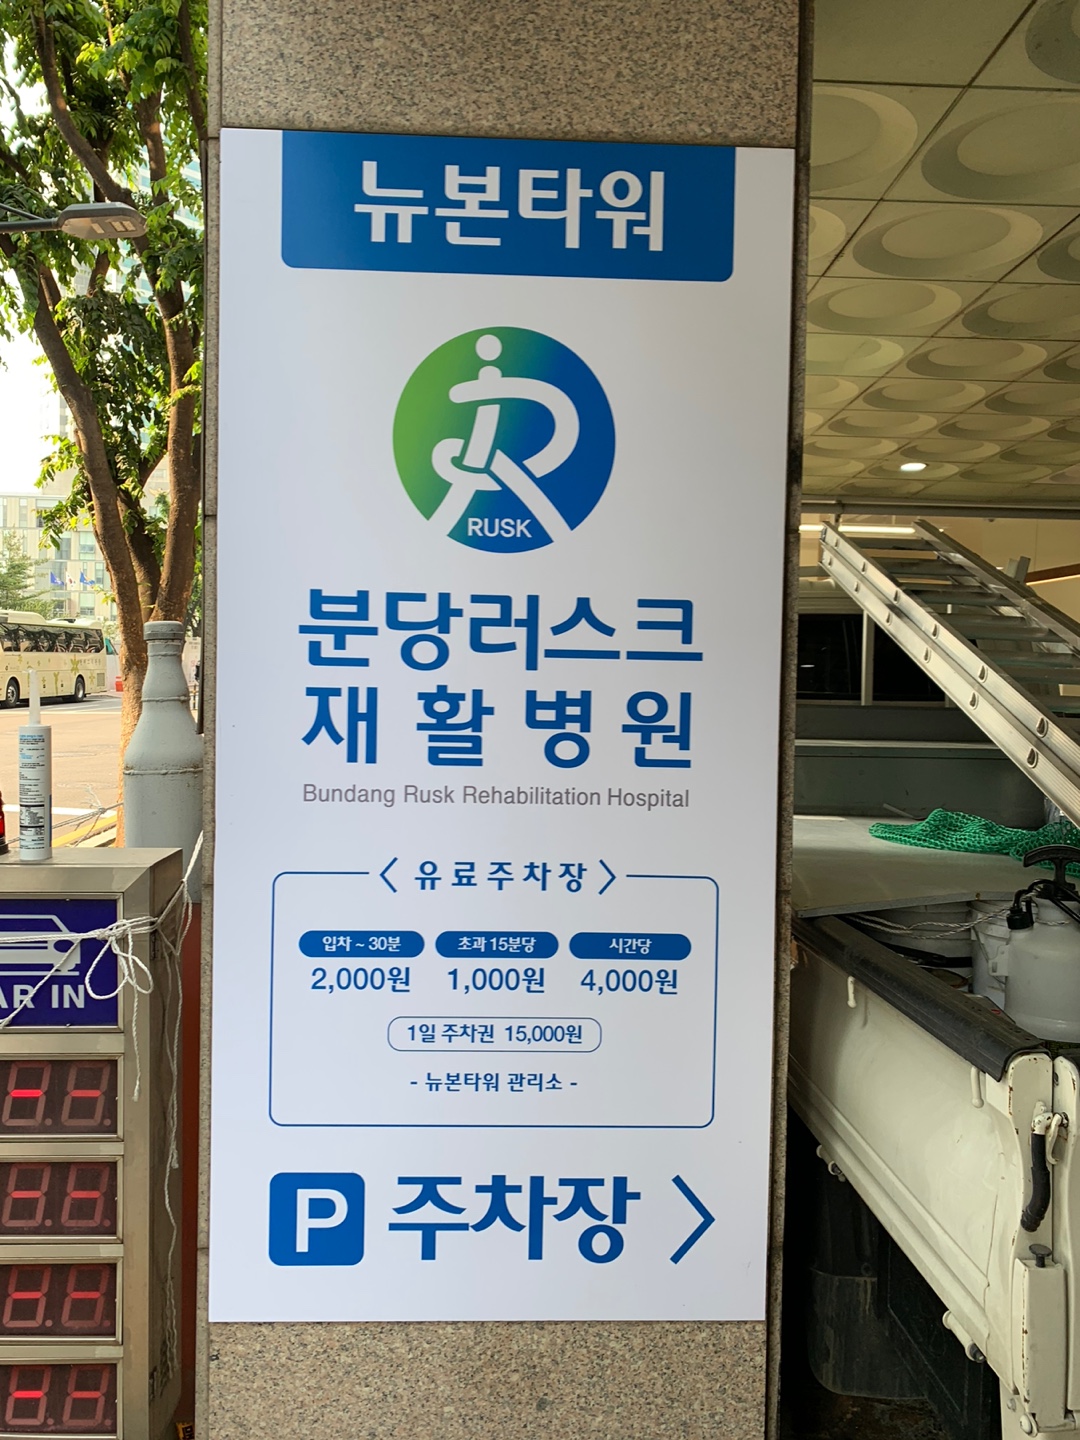 뉴본타워
RUSK
분당러스크
재활병원
Bundang Rusk Rehabilitation Hospital
〈 유료주차장 〉
입차 ~ 30분 초과 15분당 시간당
2,000원 1,000원 4,000원
1일 주차권 15,000원
- 뉴본타워 관리소 -
P 주차장 >
AR IN